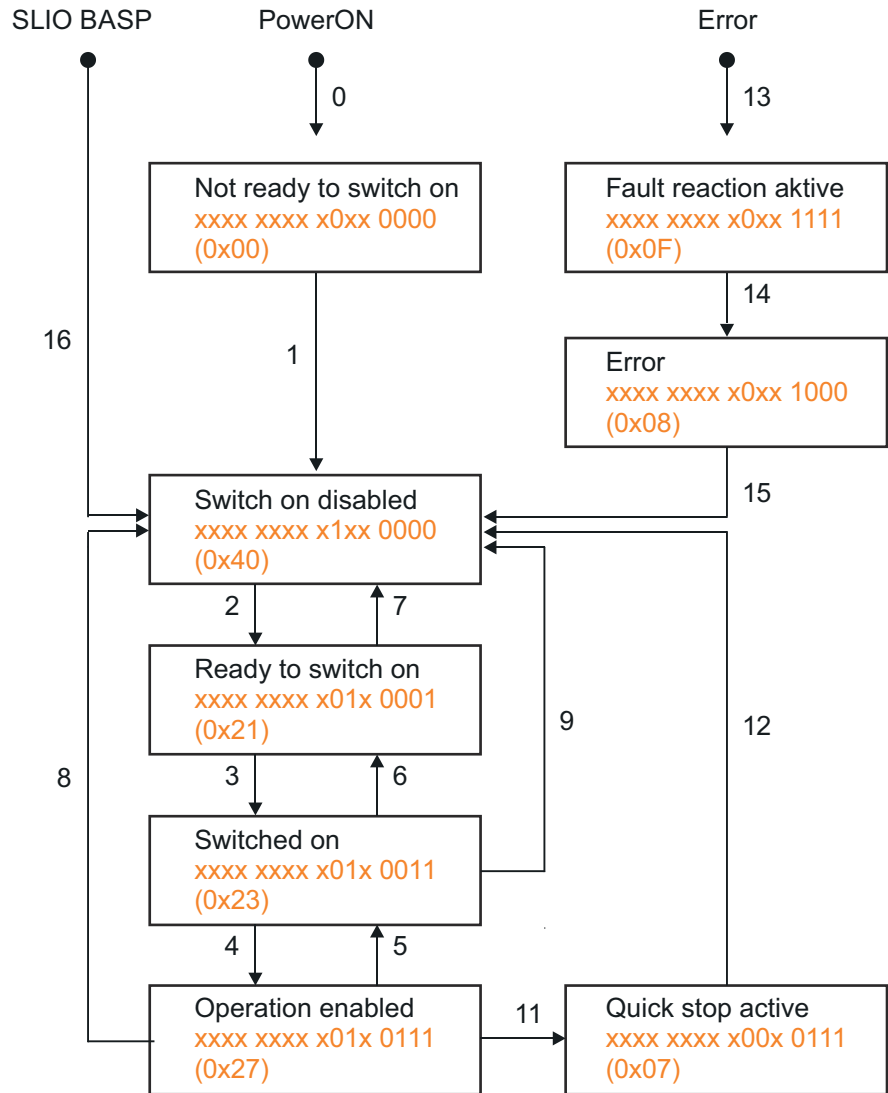 SLIO BASP
PowerON
Error
0
13
Not ready to switch on
xxxx xxxx x0xx 0000
(0x00)
Fault reaction aktive
xxxx xxxx x0xx 1111
(0x0F)
14
16
1
Error
xxxx xxxx x0xx 1000
(0x08)
15
Switch on disabled
xxxx xxxx x1xx 0000
(0x40)
2
7
Ready to switch on
xxxx xxxx x01x 0001
(0x21)
9
12
8
3
6
Switched on
xxxx xxxx x01x 0011
(0x23)
4
5
Operation enabled
xxxx xxxx x01x 0111
(0x27)
11
Quick stop active
xxxx xxxx x00x 0111
(0x07)